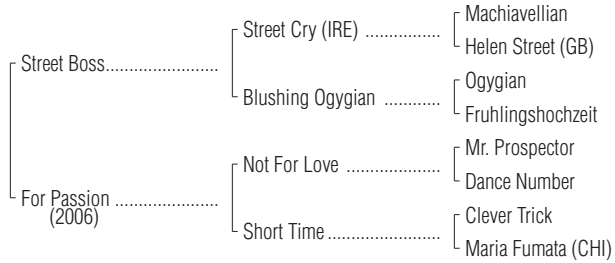 Machiavellian
Street Cry (IRE) ..................
Helen Street (GB)
Street Boss...........................
Ogygian
Blushing Ogygian .............
Fruhlingshochzeit
Mr. Prospector
Not For Love ......................
Dance Number
For Passion .........................
(2006)
Clever Trick
Short Time...........................
Maria Fumata (CHI)